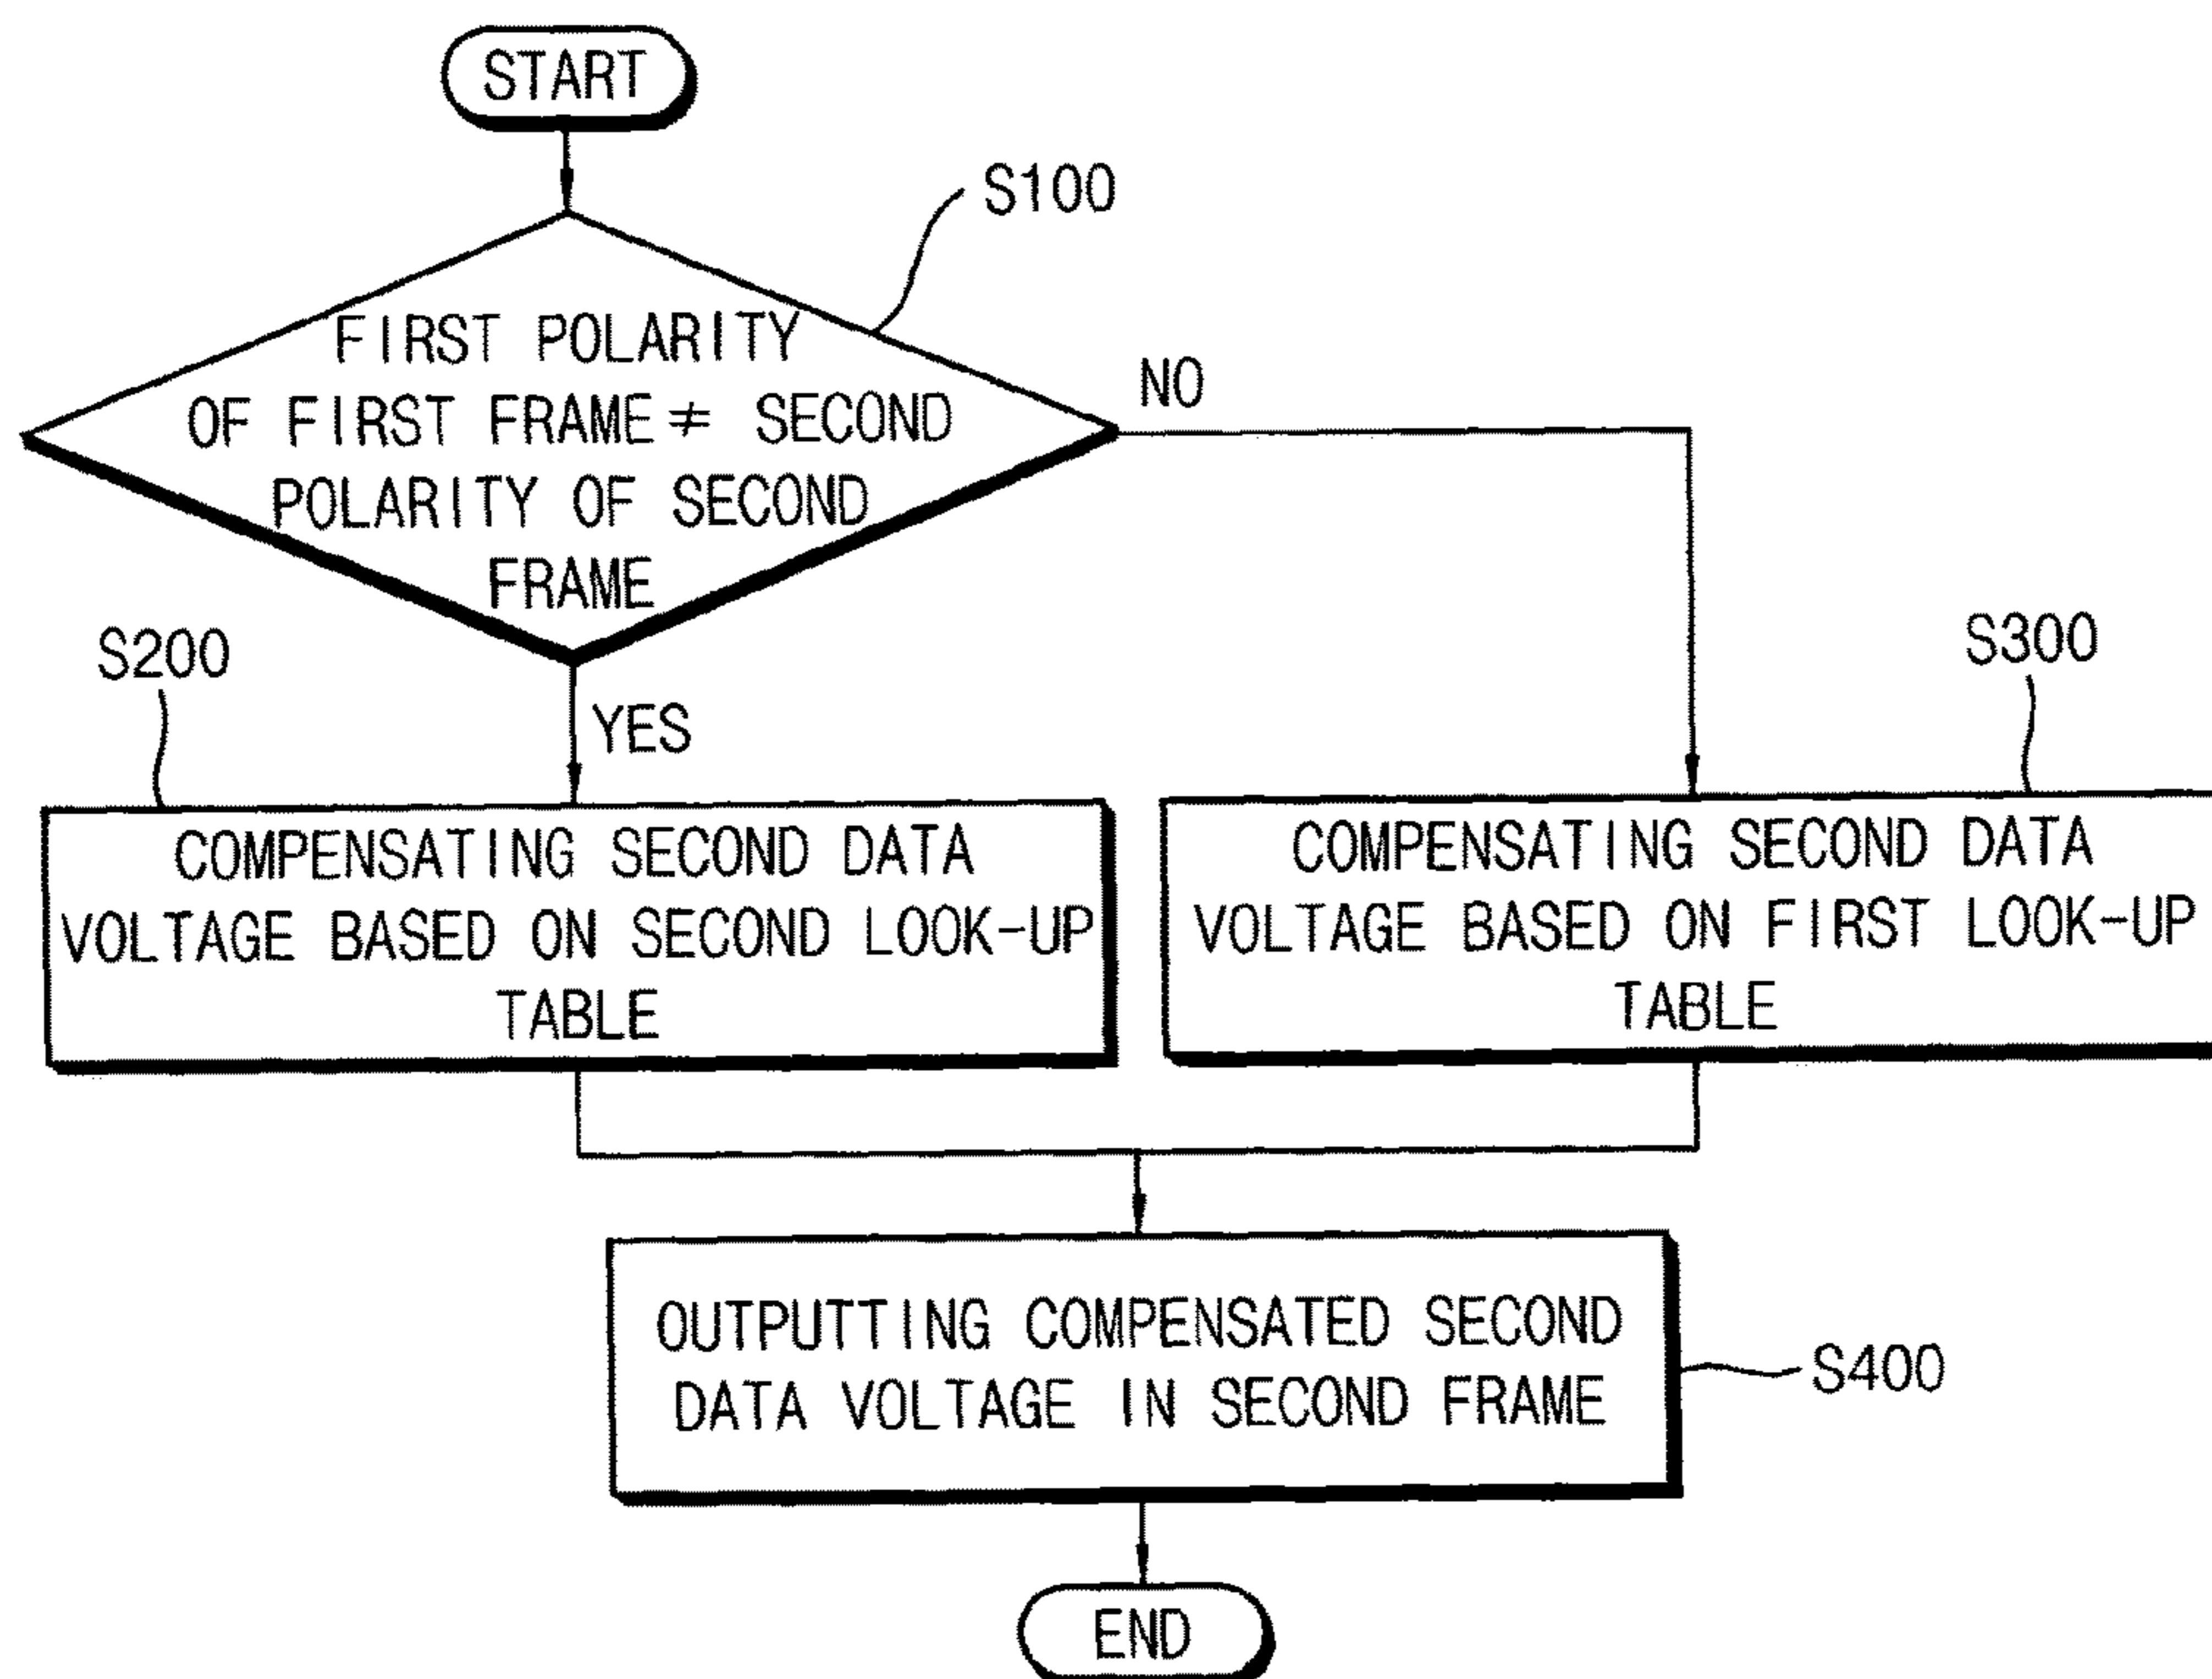 START
S100
FIRST POLARITY
OF FIRST FRAME ≠ SECOND
POLARITY OF SECOND
FRAME
NO
S200
YES
S300
COMPENSATING SECOND DATA
VOLTAGE BASED ON SECOND LOOK-UP
TABLE
COMPENSATING SECOND DATA
VOLTAGE BASED ON FIRST LOOK-UP
TABLE
OUTPUTTING COMPENSATED SECOND
DATA VOLTAGE IN SECOND FRAME
S400
END